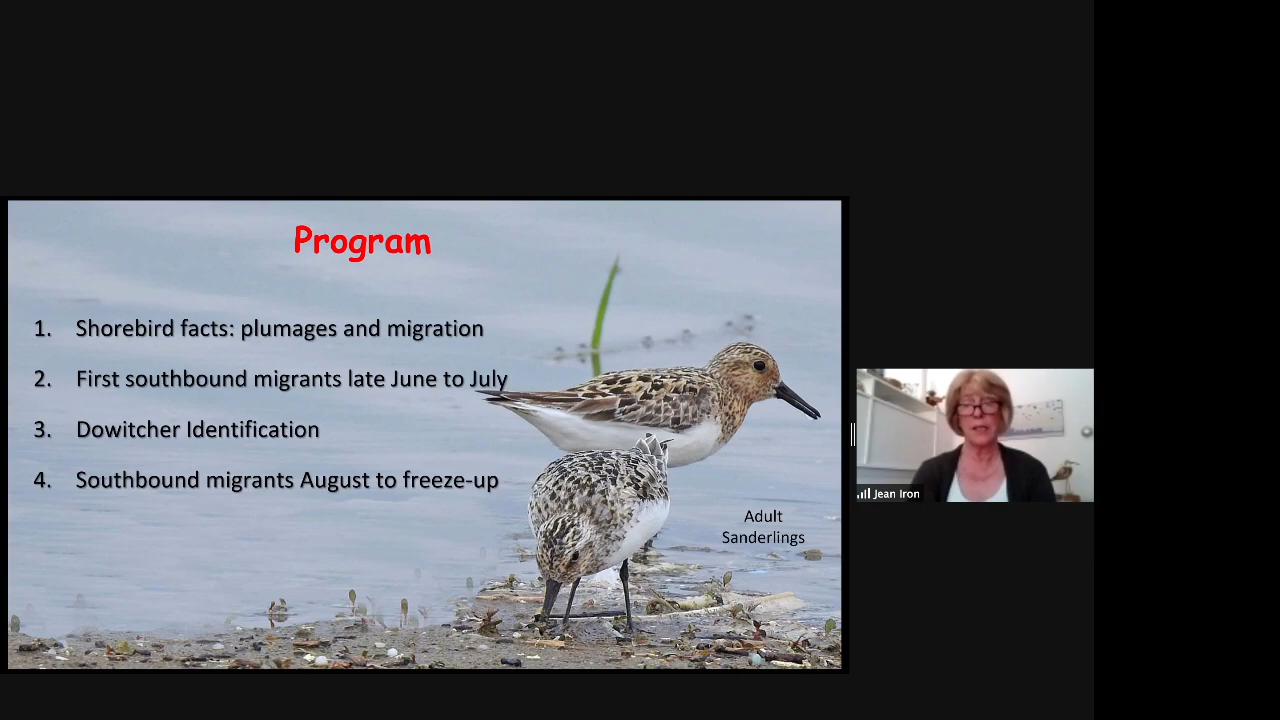 Program
1. Shorebird facts: plumages and migration
2. First southbound migrants late June to July
3. Dowitcher Identification
4. Southbound migrants August to freeze-up
Adult
Sanderlings
Jean Iron